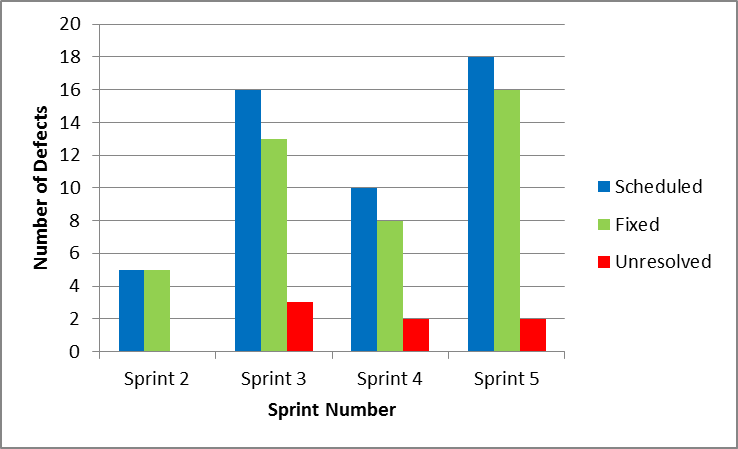 20
18
16
14
12
10
8
6
4
2
0
Number of Defects
Sprint 2 Sprint 3 Sprint 4 Sprint 5
Sprint Number
Scheduled
Fixed
Unresolved